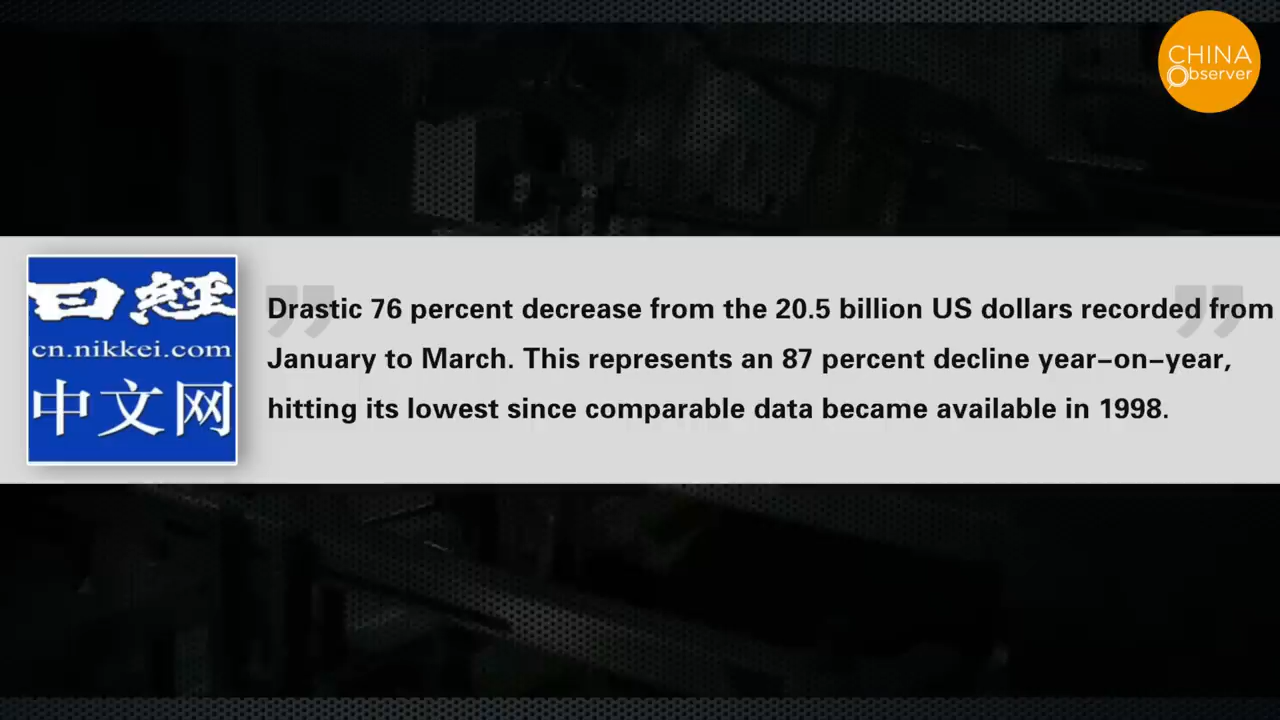 CHINA
Observer
日經
cn.nikkei.com
中文网
Drastic 76 percent decrease from the 20.5 billion US dollars recorded from
January to March. This represents an 87 percent decline year–on–year,
hitting its lowest since comparable data became available in 1998.